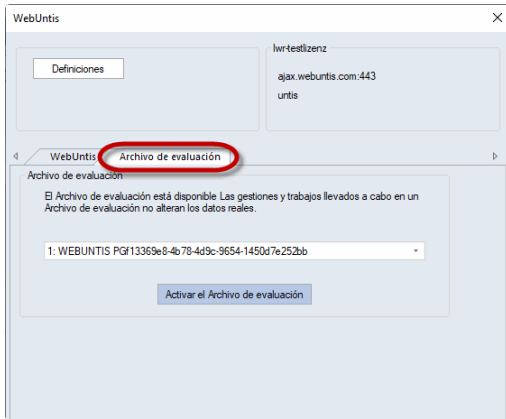 WebUntis
Definiciones
lwr-testlizenz
ajax.webuntis.com:443
untis
WebUntis
Archivo de evaluación
Archivo de evaluación
El Archivo de evaluación está disponible Las gestiones y trabajos llevados a cabo en un
Archivo de evaluación no alteran los datos reales.
1: WEBUNTIS PGf13369e8-4b78-4d9c-9654-1450d7e252bb
Activar el Archivo de evaluación